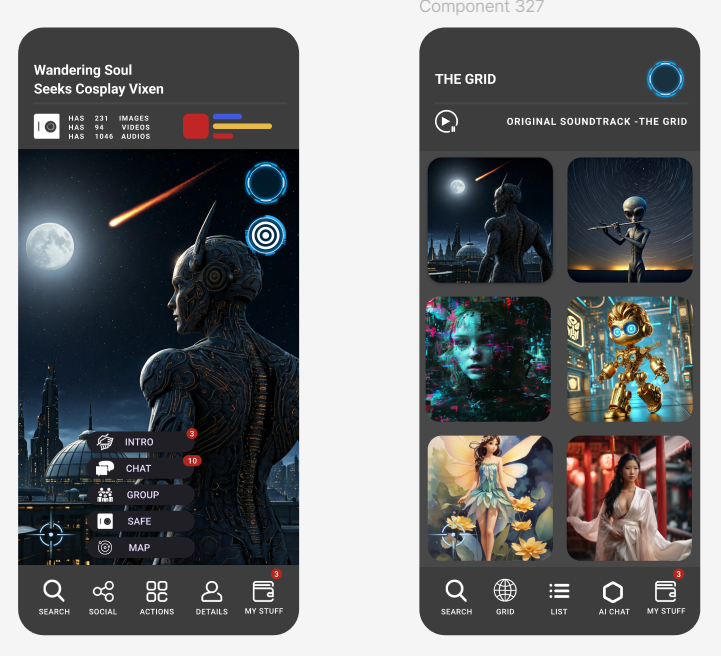 Component 327
Wandering Soul
Seeks Cosplay Vixen
HAS 231 IMAGES
HAS 94 VIDEOS
HAS 1046 AUDIOS
INTRO
3
CHAT
10
GROUP
SAFE
MAP
3
SEARCH
SOCIAL
ACTIONS
DETAILS
MY STUFF
THE GRID
ORIGINAL SOUNDTRACK -THE GRID
3
SEARCH
GRID
LIST
AI CHAT
MY STUFF